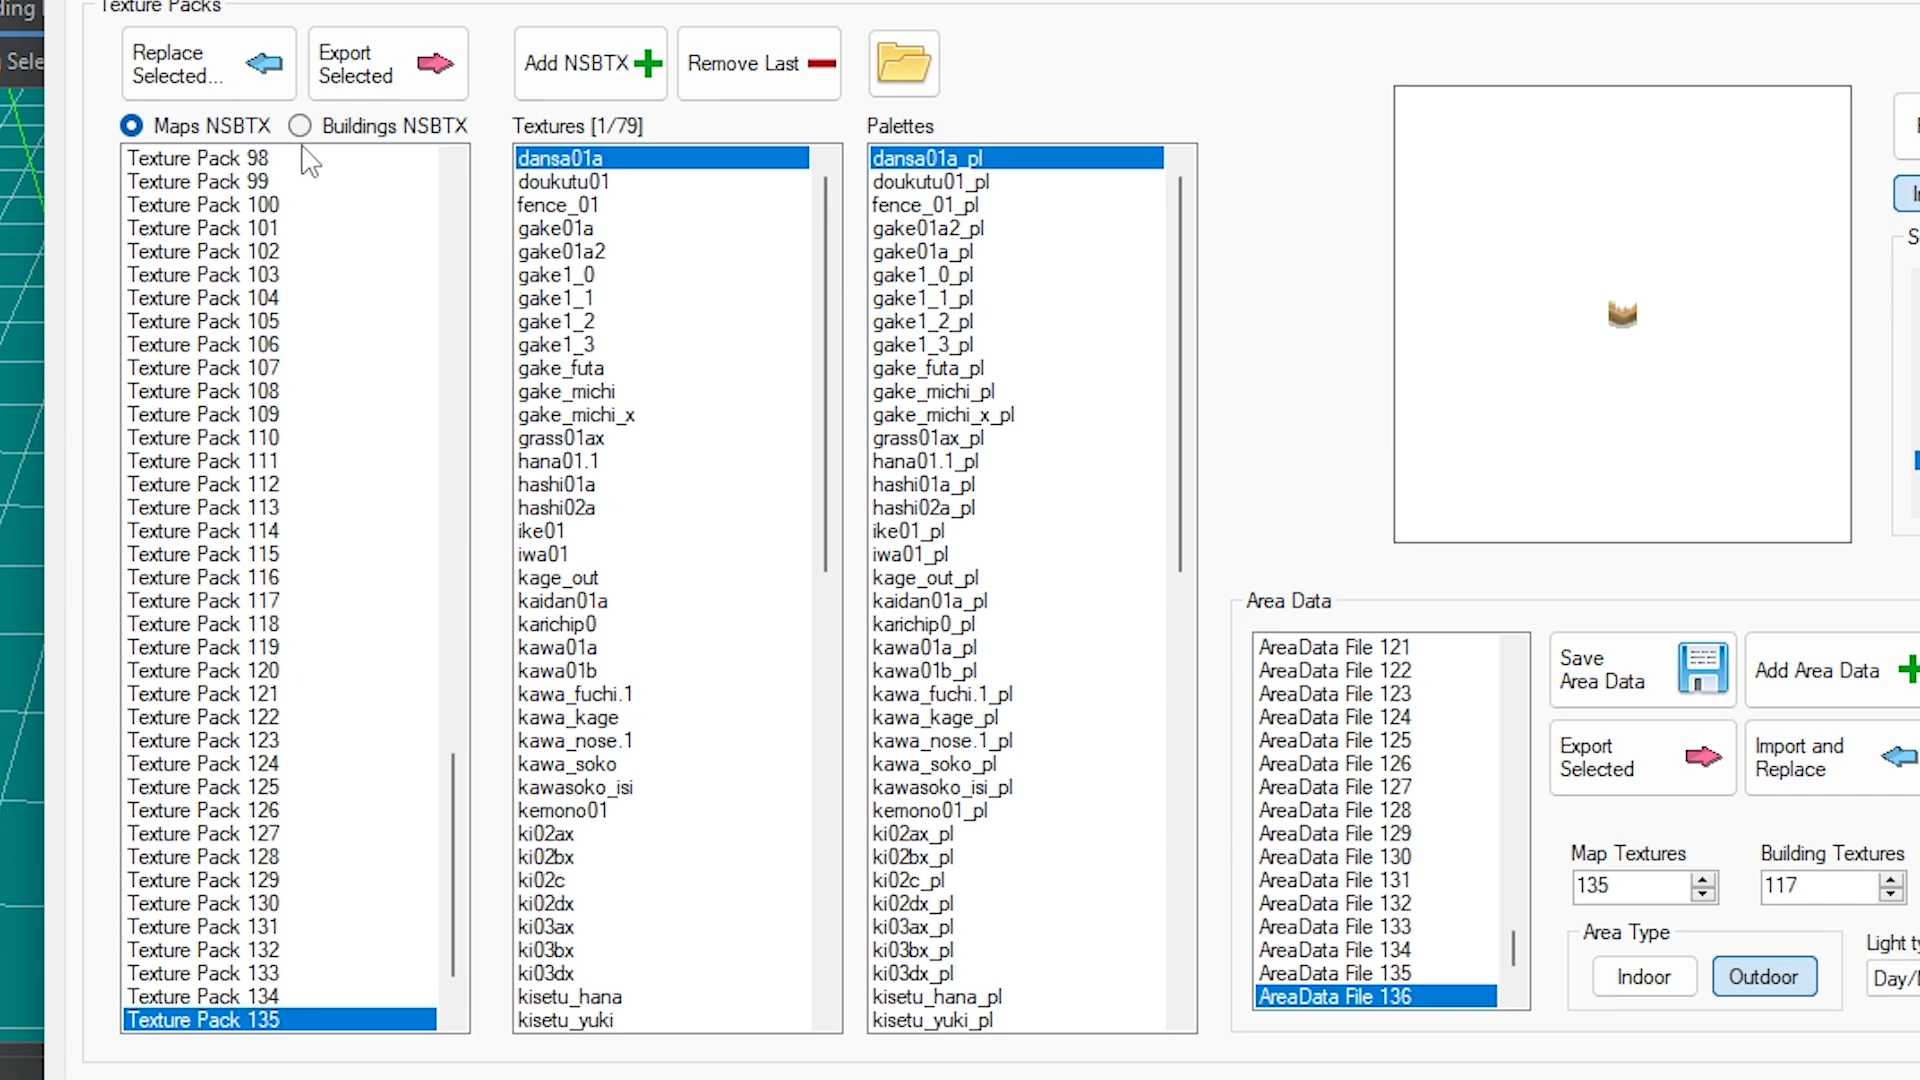 ding
Sele
Texture Packs
Replace
Selected...
Export
Selected
Add NSBTX
Remove Last
Maps NSBTX
Buildings NSBTX
Textures [1/79]
Palettes
Texture Pack 98
Texture Pack 99
Texture Pack 100
Texture Pack 101
Texture Pack 102
Texture Pack 103
Texture Pack 104
Texture Pack 105
Texture Pack 106
Texture Pack 107
Texture Pack 108
Texture Pack 109
Texture Pack 110
Texture Pack 111
Texture Pack 112
Texture Pack 113
Texture Pack 114
Texture Pack 115
Texture Pack 116
Texture Pack 117
Texture Pack 118
Texture Pack 119
Texture Pack 120
Texture Pack 121
Texture Pack 122
Texture Pack 123
Texture Pack 124
Texture Pack 125
Texture Pack 126
Texture Pack 127
Texture Pack 128
Texture Pack 129
Texture Pack 130
Texture Pack 131
Texture Pack 132
Texture Pack 133
Texture Pack 134
Texture Pack 135
dansa01a
doukutu01
fence_01
gake01a
gake01a2
gake1_0
gake1_1
gake1_2
gake1_3
gake_futa
gake_michi
gake_michi_x
grass01ax
hana01.1
hashi01a
hashi02a
ike01
iwa01
kage_out
kaidan01a
karichip0
kawa01a
kawa01b
kawa_fuchi.1
kawa_kage
kawa_nose.1
kawa_soko
kawasoko_isi
kemono01
ki02ax
ki02bx
ki02c
ki02dx
ki03ax
ki03bx
ki03dx
kisetu_hana
kisetu_yuki
dansa01a_pl
doukutu01_pl
fence_01_pl
gake01a2_pl
gake01a_pl
gake1_0_pl
gake1_1_pl
gake1_2_pl
gake1_3_pl
gake_futa_pl
gake_michi_pl
gake_michi_x_pl
grass01ax_pl
hana01.1_pl
hashi01a_pl
hashi02a_pl
ike01_pl
iwa01_pl
kage_out_pl
kaidan01a_pl
karichip0_pl
kawa01a_pl
kawa01b_pl
kawa_fuchi.1_pl
kawa_kage_pl
kawa_nose.1_pl
kawa_soko_pl
kawasoko_isi_pl
kemono01_pl
ki02ax_pl
ki02bx_pl
ki02c_pl
ki02dx_pl
ki03ax_pl
ki03bx_pl
ki03dx_pl
kisetu_hana_pl
kisetu_yuki_pl
Area Data
AreaData File 121
AreaData File 122
AreaData File 123
AreaData File 124
AreaData File 125
AreaData File 126
AreaData File 127
AreaData File 128
AreaData File 129
AreaData File 130
AreaData File 131
AreaData File 132
AreaData File 133
AreaData File 134
AreaData File 135
AreaData File 136
Save
Area Data
Add Area Data
Export
Selected
Import and
Replace
Map Textures
Building Textures
135
117
Area Type
Indoor
Outdoor
Light ty
Day/